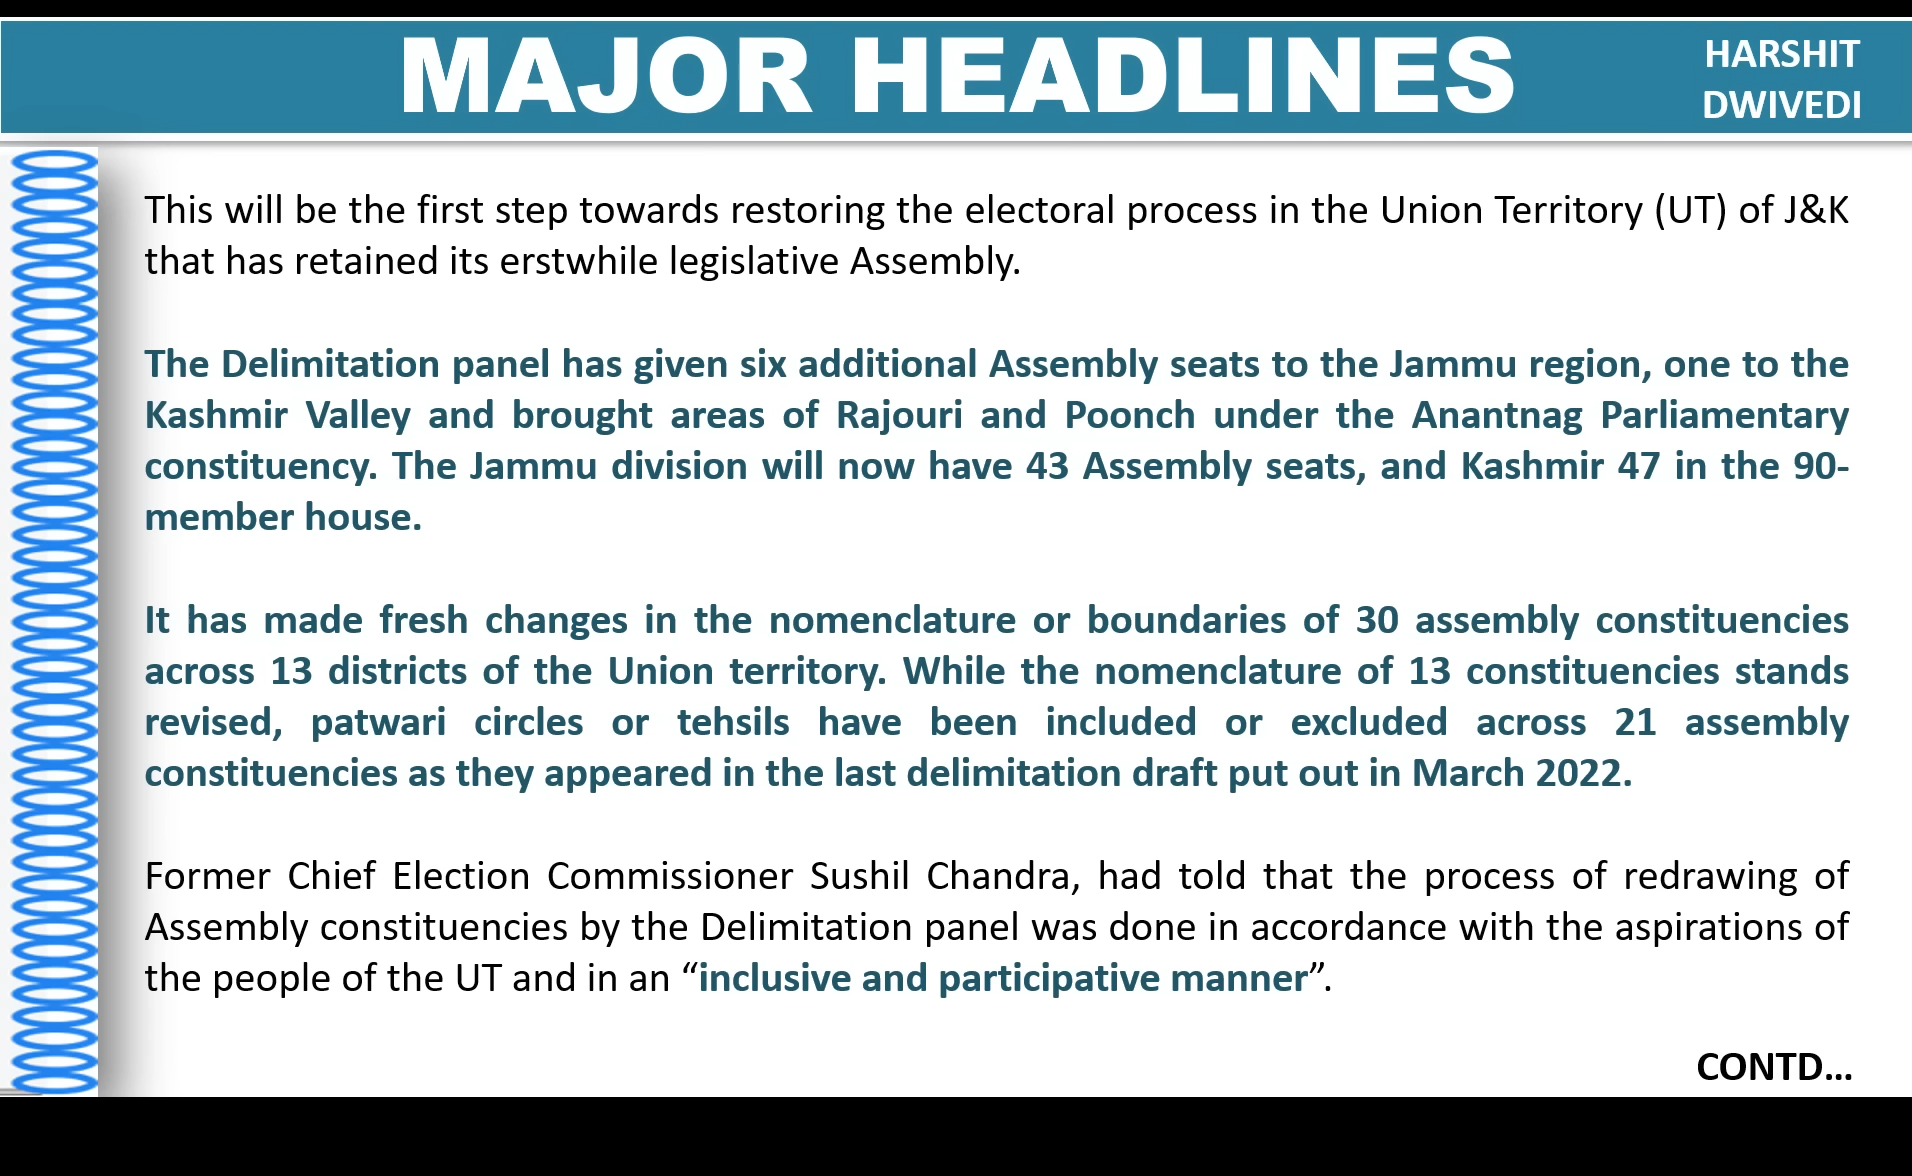 MAJOR HEADLINES
HARSHIT
DWIVEDI
This will be the first step towards restoring the electoral process in the Union Territory (UT) of J&K
that has retained its erstwhile legislative Assembly.
The Delimitation panel has given six additional Assembly seats to the Jammu region, one to the
Kashmir Valley and brought areas of Rajouri and Poonch under the Anantnag Parliamentary
constituency. The Jammu division will now have 43 Assembly seats, and Kashmir 47 in the 90-
member house.
It has made fresh changes in the nomenclature or boundaries of 30 assembly constituencies
across 13 districts of the Union territory. While the nomenclature of 13 constituencies stands
revised, patwari circles or tehsils have been included or excluded across 21 assembly
constituencies as they appeared in the last delimitation draft put out in March 2022.
Former Chief Election Commissioner Sushil Chandra, had told that the process of redrawing of
Assembly constituencies by the Delimitation panel was done in accordance with the aspirations of
the people of the UT and in an “inclusive and participative manner”.
CONTD...